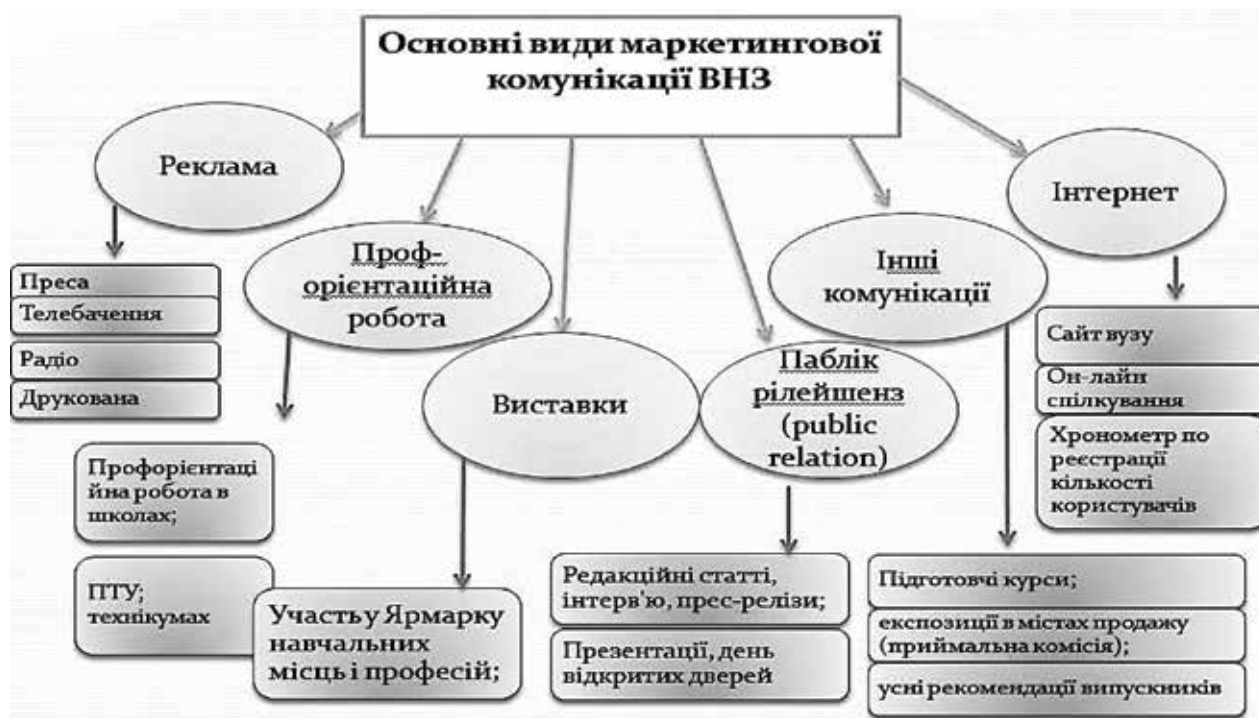 Основні види маркетингової
комунікації ВНЗ
Реклама
Преса
Телебачення
Радіо
Друкована
Проф-
орієнтаційна
робота
Профорієнтаці
йна робота в
школах;
ПТУ;
технікумах
Виставки
Участь у Ярмарку
навчальних
місць і професій;
Паблік
рілейшенз
(public
relation)
Редакційні статті,
інтерв'ю, прес-релізи;
Презентації, день
відкритих дверей
Інші
комунікації
Підготовчі курси;
експозиції в містах продажу
(приймальна комісія);
усні рекомендації випускників
Інтернет
Сайт вузу
Он-лайн
спілкування
Хронометр по
реєстрації
кількості
користувачів